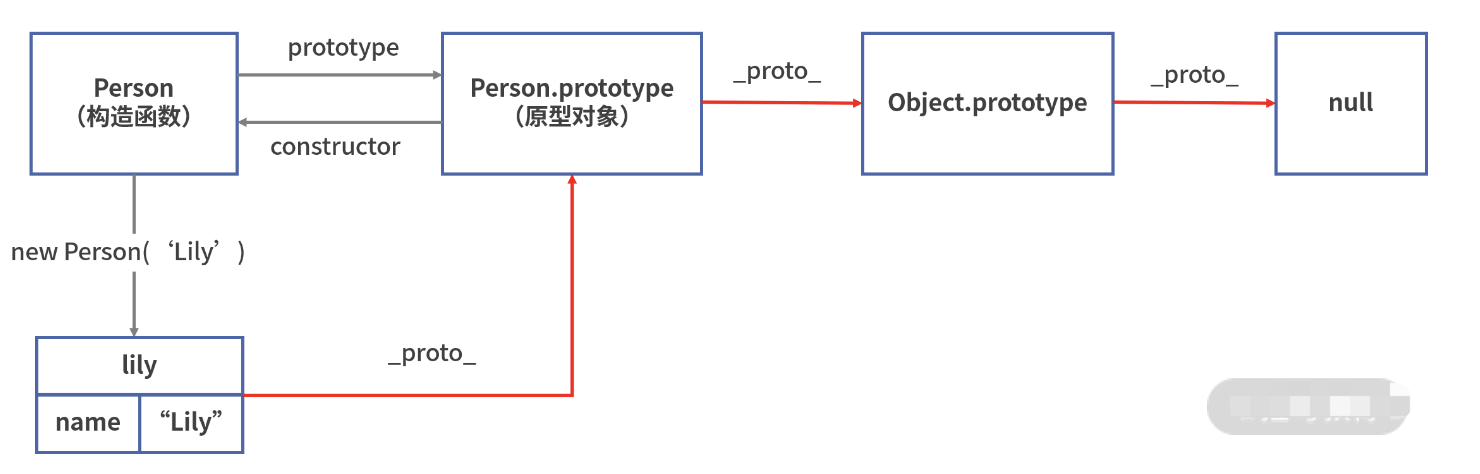 prototype
Person
（构造函数）
Person.prototype
（原型对象）
_proto_
Object.prototype
_proto_
null
constructor
new Person(‘Lily’)
lily
_proto_
name
“Lily”